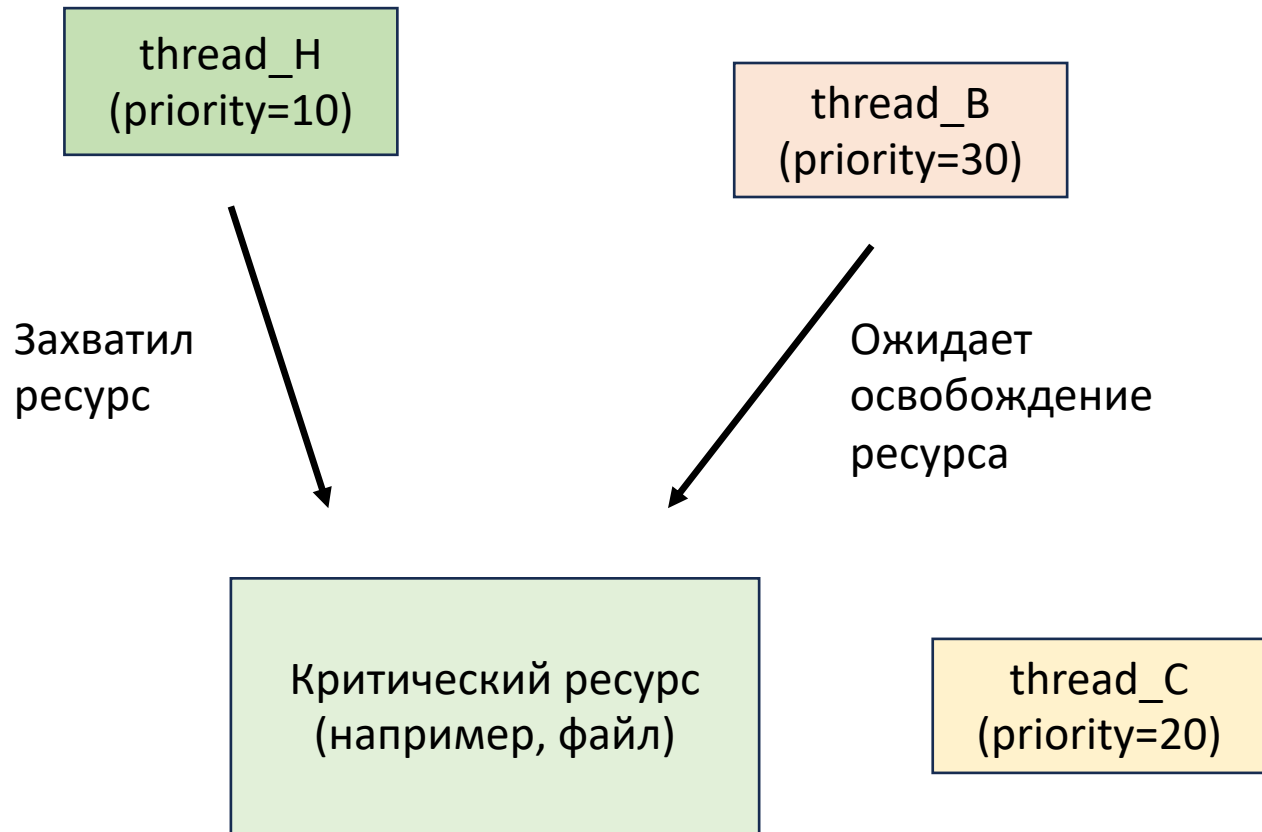 thread_H
(priority=10)
thread_B
(priority=30)
Захватил
ресурс
Ожидает
освобождение
ресурса
Критический ресурс
(например, файл)
thread_C
(priority=20)